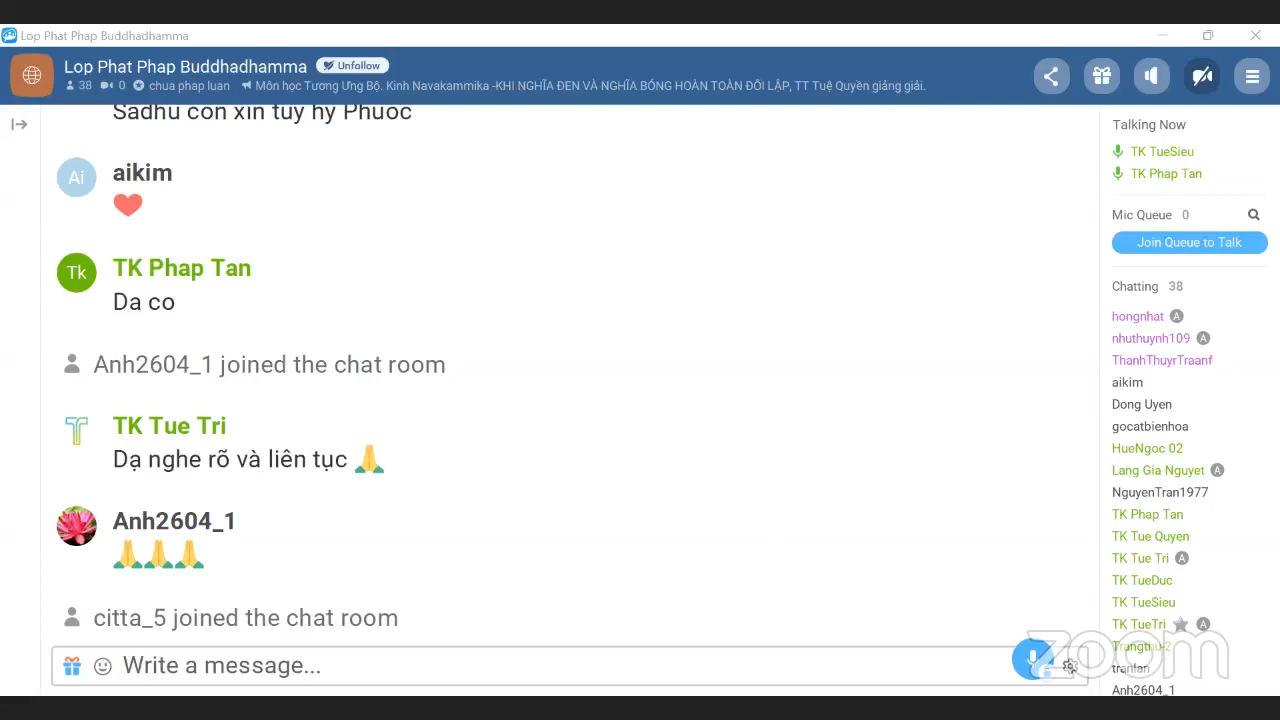 Lop Phat Phap Buddhadhamma
Lop Phat Phap Buddhadhamma Unfollow
38 0 chua phap luan Môn học Tương Ưng Bộ. Kinh Navakammika -KHI NGHĨA ĐEN VÀ NGHĨA BÓNG HOÀN TOÀN ĐỐI LẬP, TT Tuệ Quyền giảng giải.
Sadhu con xin tuỳ hỷ Phước
Ai aikim
Tk TK Phap Tan
Da co
Anh2604_1 joined the chat room
TK Tue Tri
Dạ nghe rõ và liên tục
Anh2604_1
citta_5 joined the chat room
Write a message...
Talking Now
TK TueSieu
TK Phap Tan
Mic Queue 0
Join Queue to Talk
Chatting 38
hongnhat A
nhuthuynh109 A
ThanhThuyrTraanf
aikim
Dong Uyen
gocatbienhoa
HueNgoc 02
Lang Gia Nguyet A
NguyenTran1977
TK Phap Tan
TK Tue Quyen
TK Tue Tri A
TK TueDuc
TK TueSieu
TK TueTri A
Trangthu-2
tranlan
Anh2604_1
zoom